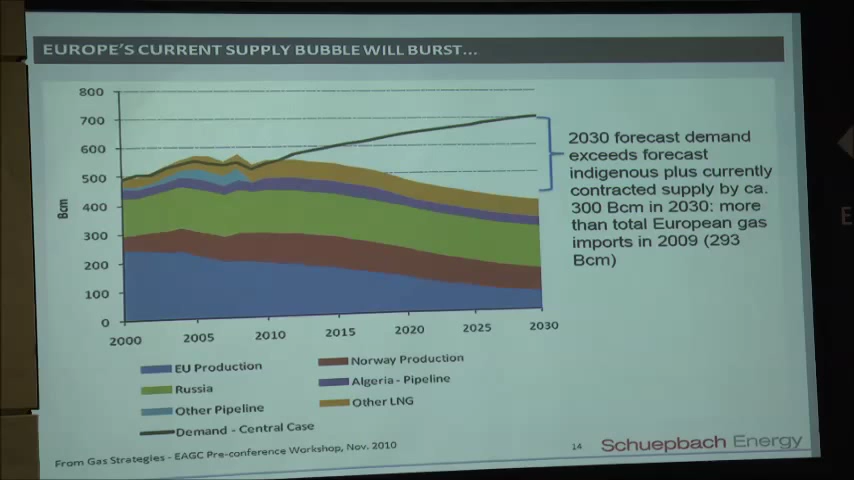 EUROPE'S CURRENT SUPPLY BUBBLE WILL BURST...
800
700
600
500
400
300
200
100
0
Bcm
2000 2005 2010 2015 2020 2025 2030
2030 forecast demand
exceeds forecast
indigenous plus currently
contracted supply by ca.
300 Bcm in 2030: more
than total European gas
imports in 2009 (293
Bcm)
EU Production
Norway Production
Russia
Algeria - Pipeline
Other Pipeline
Other LNG
Demand - Central Case
From Gas Strategies - EAGC Pre-conference Workshop, Nov. 2010
14
Schuepbach Energy
E